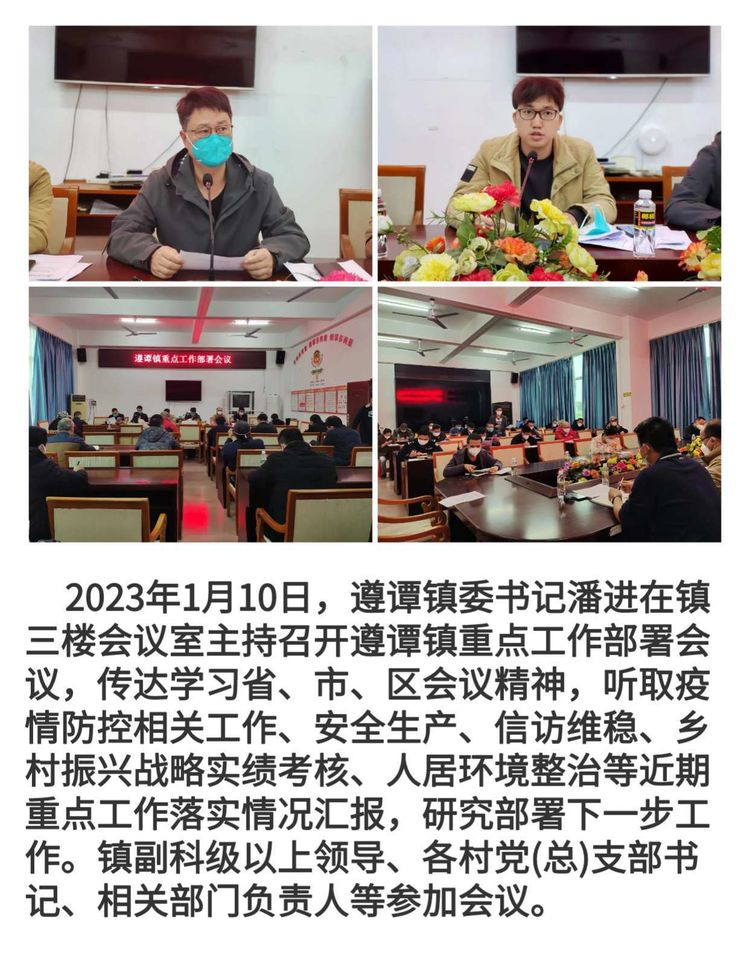 遵谭镇重点工作部署会议
2023年1月10日，遵谭镇委书记潘进在镇
三楼会议室主持召开遵谭镇重点工作部署会
议，传达学习省、市、区会议精神，听取疫
情防控相关工作、安全生产、信访维稳、乡
村振兴战略实绩考核、人居环境整治等近期
重点工作落实情况汇报，研究部署下一步工
作。镇副科级以上领导、各村党(总)支部书
记、相关部门负责人等参加会议。